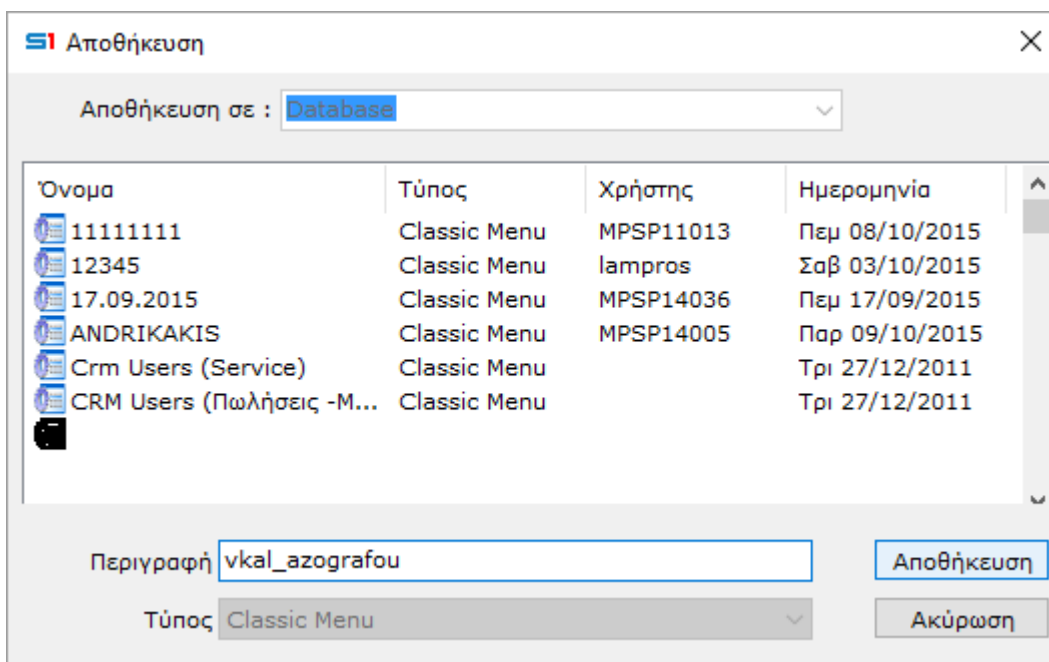 S1 Αποθήκευση
Αποθήκευση σε : Database
Όνομα Τύπος Χρήστης Ημερομηνία
11111111 Classic Menu MPSP11013 Πεμ 08/10/2015
12345 Classic Menu lampros Σαβ 03/10/2015
17.09.2015 Classic Menu MPSP14036 Πεμ 17/09/2015
ANDRIKAKIS Classic Menu MPSP14005 Παρ 09/10/2015
Crm Users (Service) Classic Menu Τρι 27/12/2011
CRM Users (Πωλήσεις -Μ... Classic Menu Τρι 27/12/2011
Περιγραφή vkal_azografou Αποθήκευση
Τύπος Classic Menu Ακύρωση